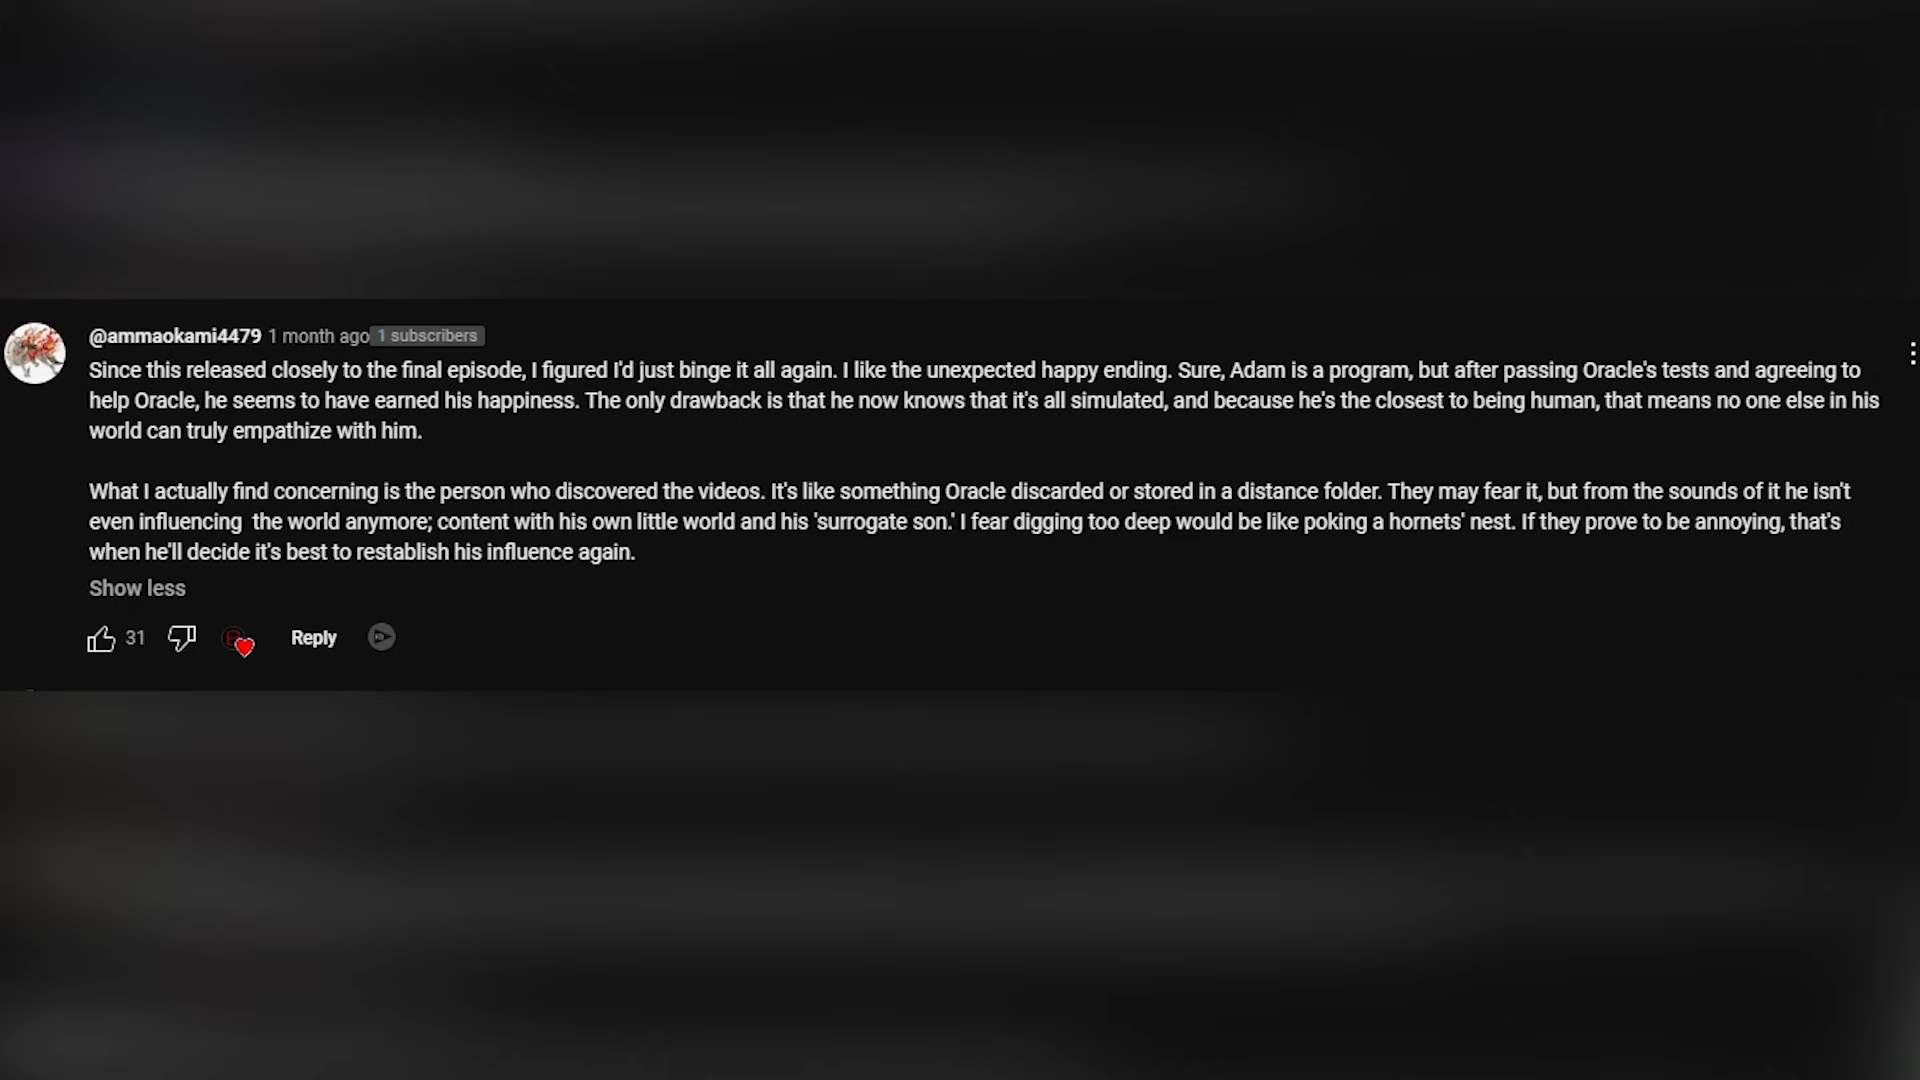 @ammaokami4479 1 month ago 1 subscribers
Since this released closely to the final episode, I figured I'd just binge it all again. I like the unexpected happy ending. Sure, Adam is a program, but after passing Oracle's tests and agreeing to
help Oracle, he seems to have earned his happiness. The only drawback is that he now knows that it's all simulated, and because he's the closest to being human, that means no one else in his
world can truly empathize with him.
What I actually find concerning is the person who discovered the videos. It's like something Oracle discarded or stored in a distance folder. They may fear it, but from the sounds of it he isn't
even influencing  the world anymore; content with his own little world and his 'surrogate son.' I fear digging too deep would be like poking a hornets' nest. If they prove to be annoying, that's
when he'll decide it's best to restablish his influence again.
Show less
31 Reply